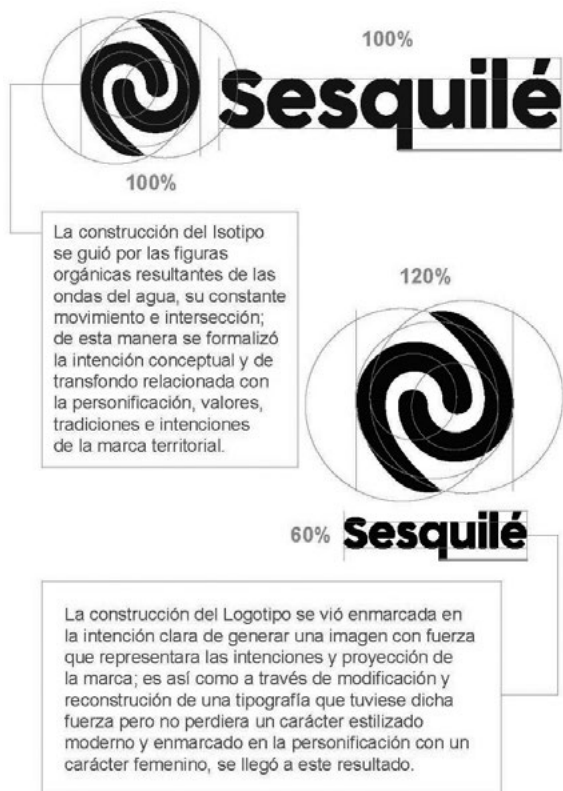 100%
Sesquilé
100%
La construcción del Isotipo
se guió por las figuras
orgánicas resultantes de las
ondas del agua, su constante
movimiento e intersección;
de esta manera se formalizó
la intención conceptual y de
transfondo relacionada con
la personificación, valores,
tradiciones e intenciones
de la marca territorial.
120%
60%
Sesquilé
La construcción del Logotipo se vió enmarcada en
la intención clara de generar una imagen con fuerza
que representara las intenciones y proyección de
la marca; es así como a través de modificación y
reconstrucción de una tipografía que tuviese dicha
fuerza pero no perdiera un carácter estilizado
moderno y enmarcado en la personificación con un
carácter femenino, se llegó a este resultado.